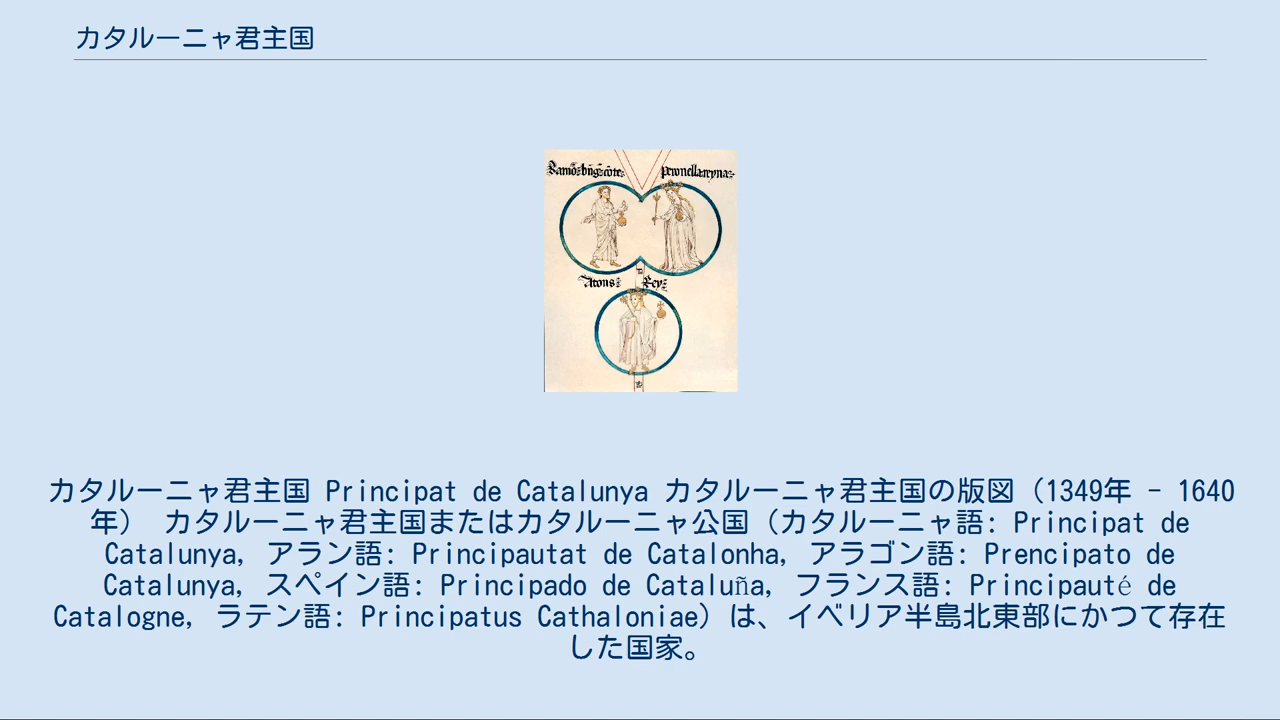 カタルーニャ君主国
カタルーニャ君主国 Principat de Catalunya カタルーニャ君主国の版図（1349年 - 1640
年） カタルーニャ君主国またはカタルーニャ公国（カタルーニャ語: Principat de
Catalunya, アラン語: Principautat de Catalonha, アラゴン語: Prencipato de
Catalunya, スペイン語: Principado de Cataluña, フランス語: Principauté de
Catalogne, ラテン語: Principatus Cathaloniae）は、イベリア半島北東部にかつて存在
した国家。